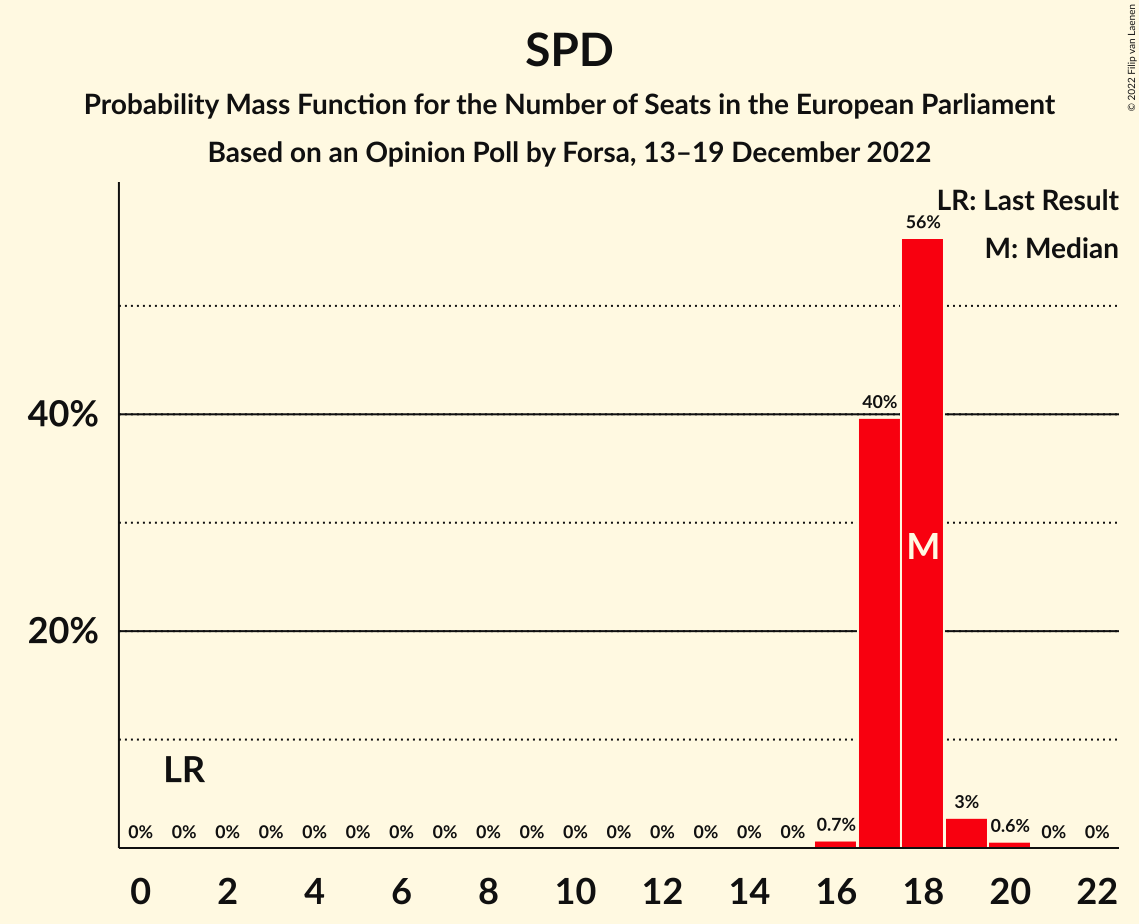 SPD
Probability Mass Function for the Number of Seats in the European Parliament
Based on an Opinion Poll by Forsa, 13–19 December 2022
© 2022 Filip van Laenen
LR: Last Result
M: Median
56%
40%
40%
M
20%
LR
0% 0% 0% 0% 0% 0% 0% 0% 0% 0% 0% 0% 0% 0% 0% 0% 0.7% 3% 0.6% 0% 0%
0 2 4 6 8 10 12 14 16 18 20 22